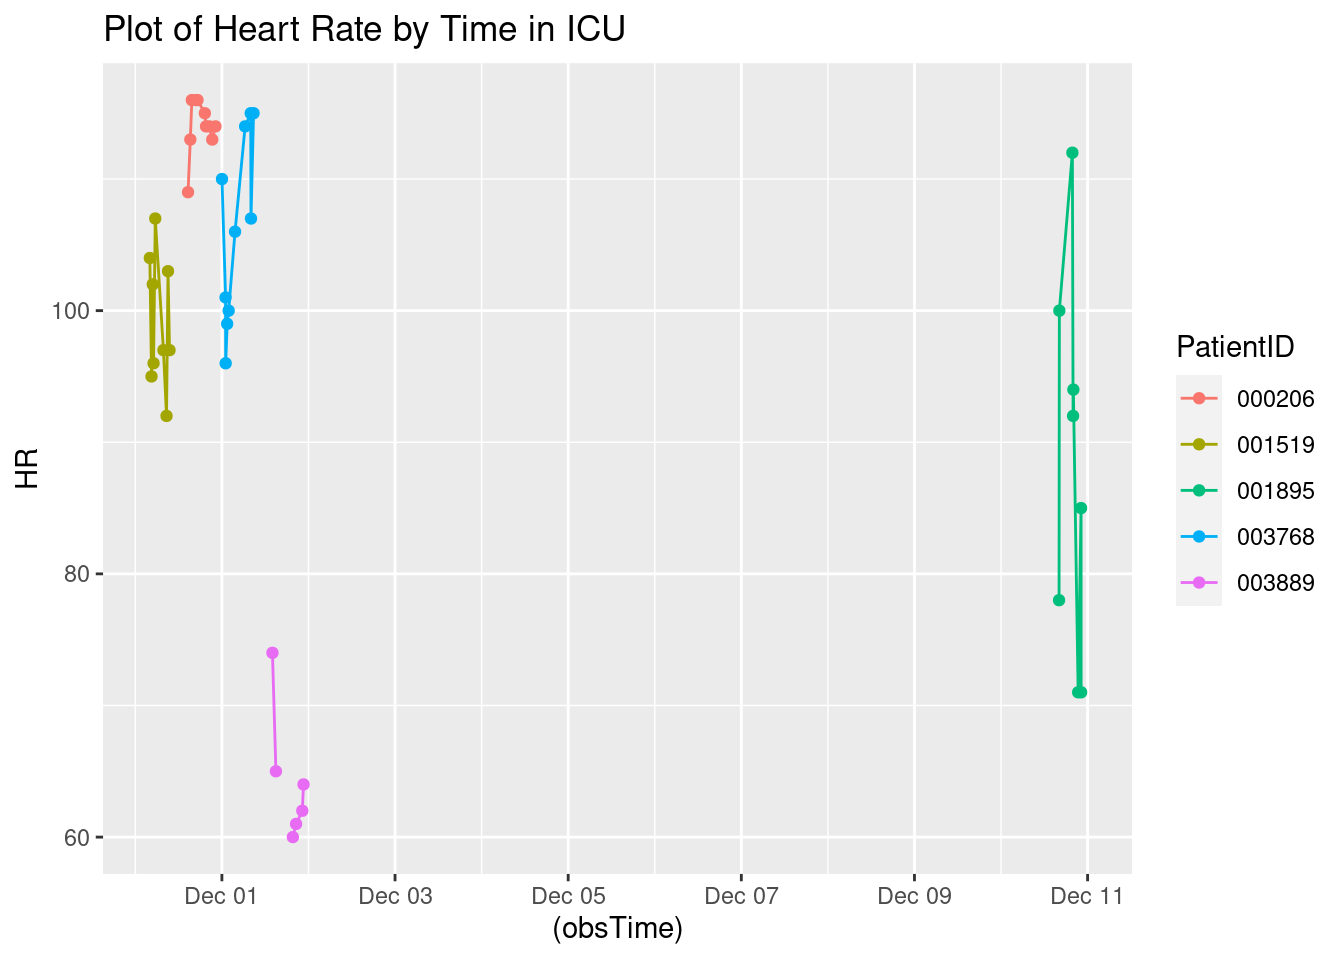 Plot of Heart Rate by Time in ICU
HR
100
80
60
Dec 01 Dec 03 Dec 05 Dec 07 Dec 09 Dec 11
(obsTime)
PatientID
000206
001519
001895
003768
003889